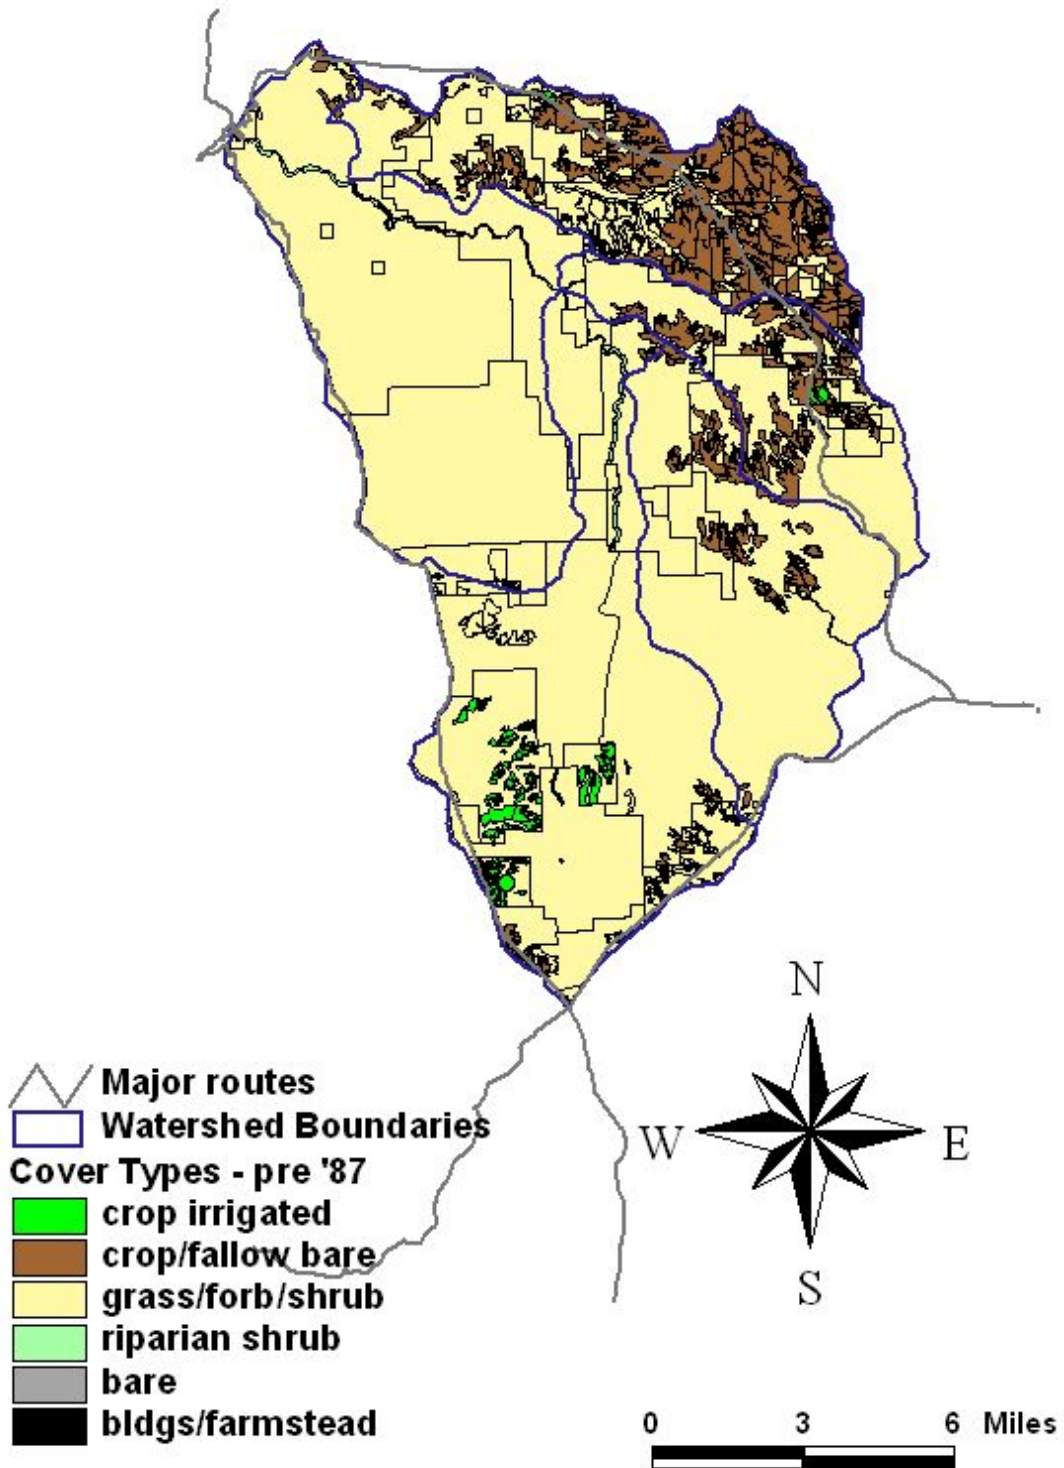 N
W E
S
Major routes
Watershed Boundaries
Cover Types - pre '87
crop irrigated
crop/fallow bare
grass/forb/shrub
riparian shrub
bare
bldgs/farmstead
0 3 6 Miles